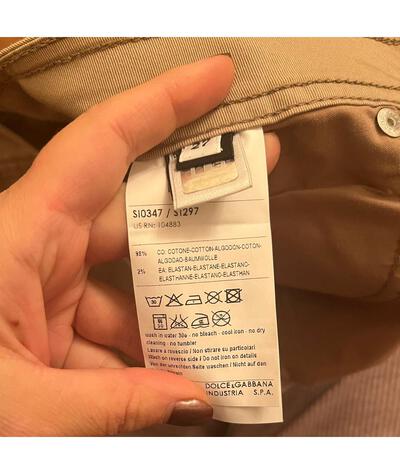 SI0347 / SI297
US RN: 104883
98% CO: COTONE-COTTON-ALGODON-COTON-
ALGODAO-BAUMWOLLE
2% EA: ELASTAN-ELASTANE-ELASTANO-
ELASTHANNE-ELASTANO-ELASTHAN
wash in water 30° - no bleach - cool iron - no dry
cleaning - no tumbler
Lavare a rovescio / Non stirare su particolari
Wash on reverse side / Do not iron on details
Von der unrechten Seite waschen / Nicht auf den
DOLCE&GABBANA
INDUSTRIA S.P.A.